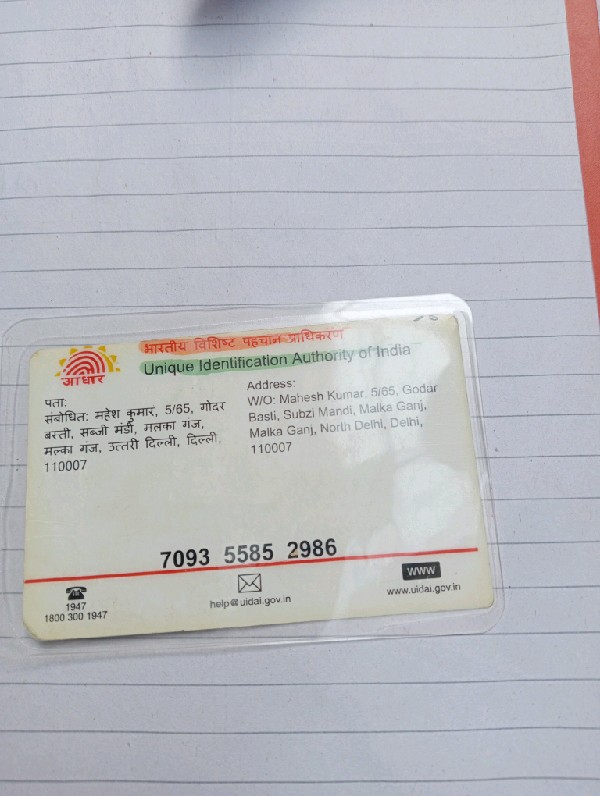 भारतीय विशिष्ट पहचान प्राधिकरण
Unique Identification Authority of India
आधार
पता:
संबोधित: महेश कुमार, 5/65, गोदर
बस्ती, सब्जी मंडी, मलका गंज,
मल्का गंज, उत्तरी दिल्ली, दिल्ली,
110007
Address:
W/O: Mahesh Kumar, 5/65, Godar
Basti, Subzi Mandi, Malka Ganj,
Malka Ganj, North Delhi, Delhi,
110007
7093 5585 2986
1947
1800 300 1947
help@uidai.gov.in
www
www.uidai.gov.in